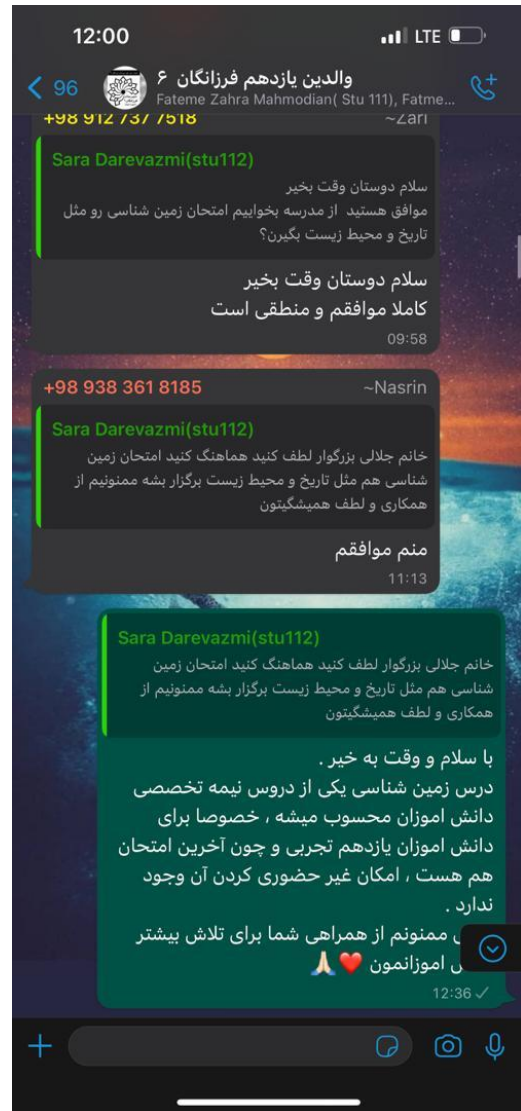 12:00
LTE
96
والدین یازدهم فرزانگان ۶
Fateme Zahra Mahmodian( Stu 111), Fatme...
+98 912 737 7518 ~Zari
Sara Darevazmi(stu112)
سلام دوستان وقت بخیر
موافق هستید از مدرسه بخواییم امتحان زمین شناسی رو مثل
تاریخ و محیط زیست بگیرن؟
سلام دوستان وقت بخیر
کاملا موافقم و منطقی است
09:58
+98 938 361 8185 ~Nasrin
Sara Darevazmi(stu112)
خانم جلالی بزرگوار لطف کنید هماهنگ کنید امتحان زمین
شناسی هم مثل تاریخ و محیط زیست برگزار بشه ممنونیم از
همکاری و لطف همیشگیتون
منم موافقم
11:13
Sara Darevazmi(stu112)
خانم جلالی بزرگوار لطف کنید هماهنگ کنید امتحان زمین
شناسی هم مثل تاریخ و محیط زیست برگزار بشه ممنونیم از
همکاری و لطف همیشگیتون
با سلام و وقت به خیر .
درس زمین شناسی یکی از دروس نیمه تخصصی
دانش اموزان محسوب میشه ، خصوصا برای
دانش اموزان یازدهم تجربی و چون آخرین امتحان
هم هست ، امکان غیر حضوری کردن آن وجود
ندارد .
ممنونم از همراهی شما برای تلاش بیشتر
اموزانمون ❤️🙏🏻
12:36